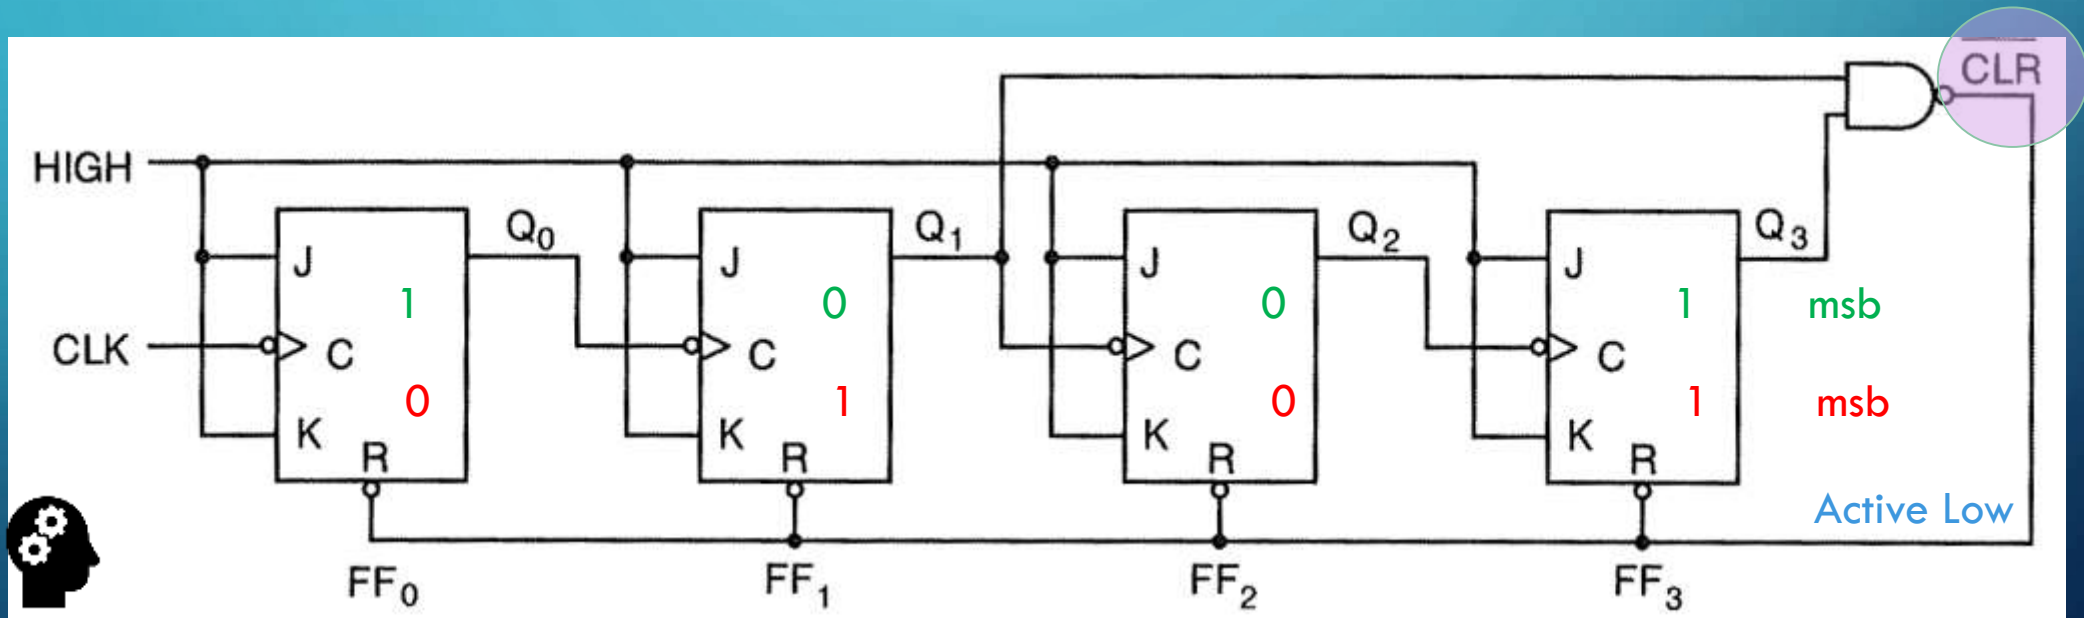 CLR
HIGH
Q0 Q1 Q2 Q3
J J J J
1 0 0 1 msb
CLK C C C C
0 1 0 1 msb
K K K K
R R R R
Active Low
FF0 FF1 FF2 FF3